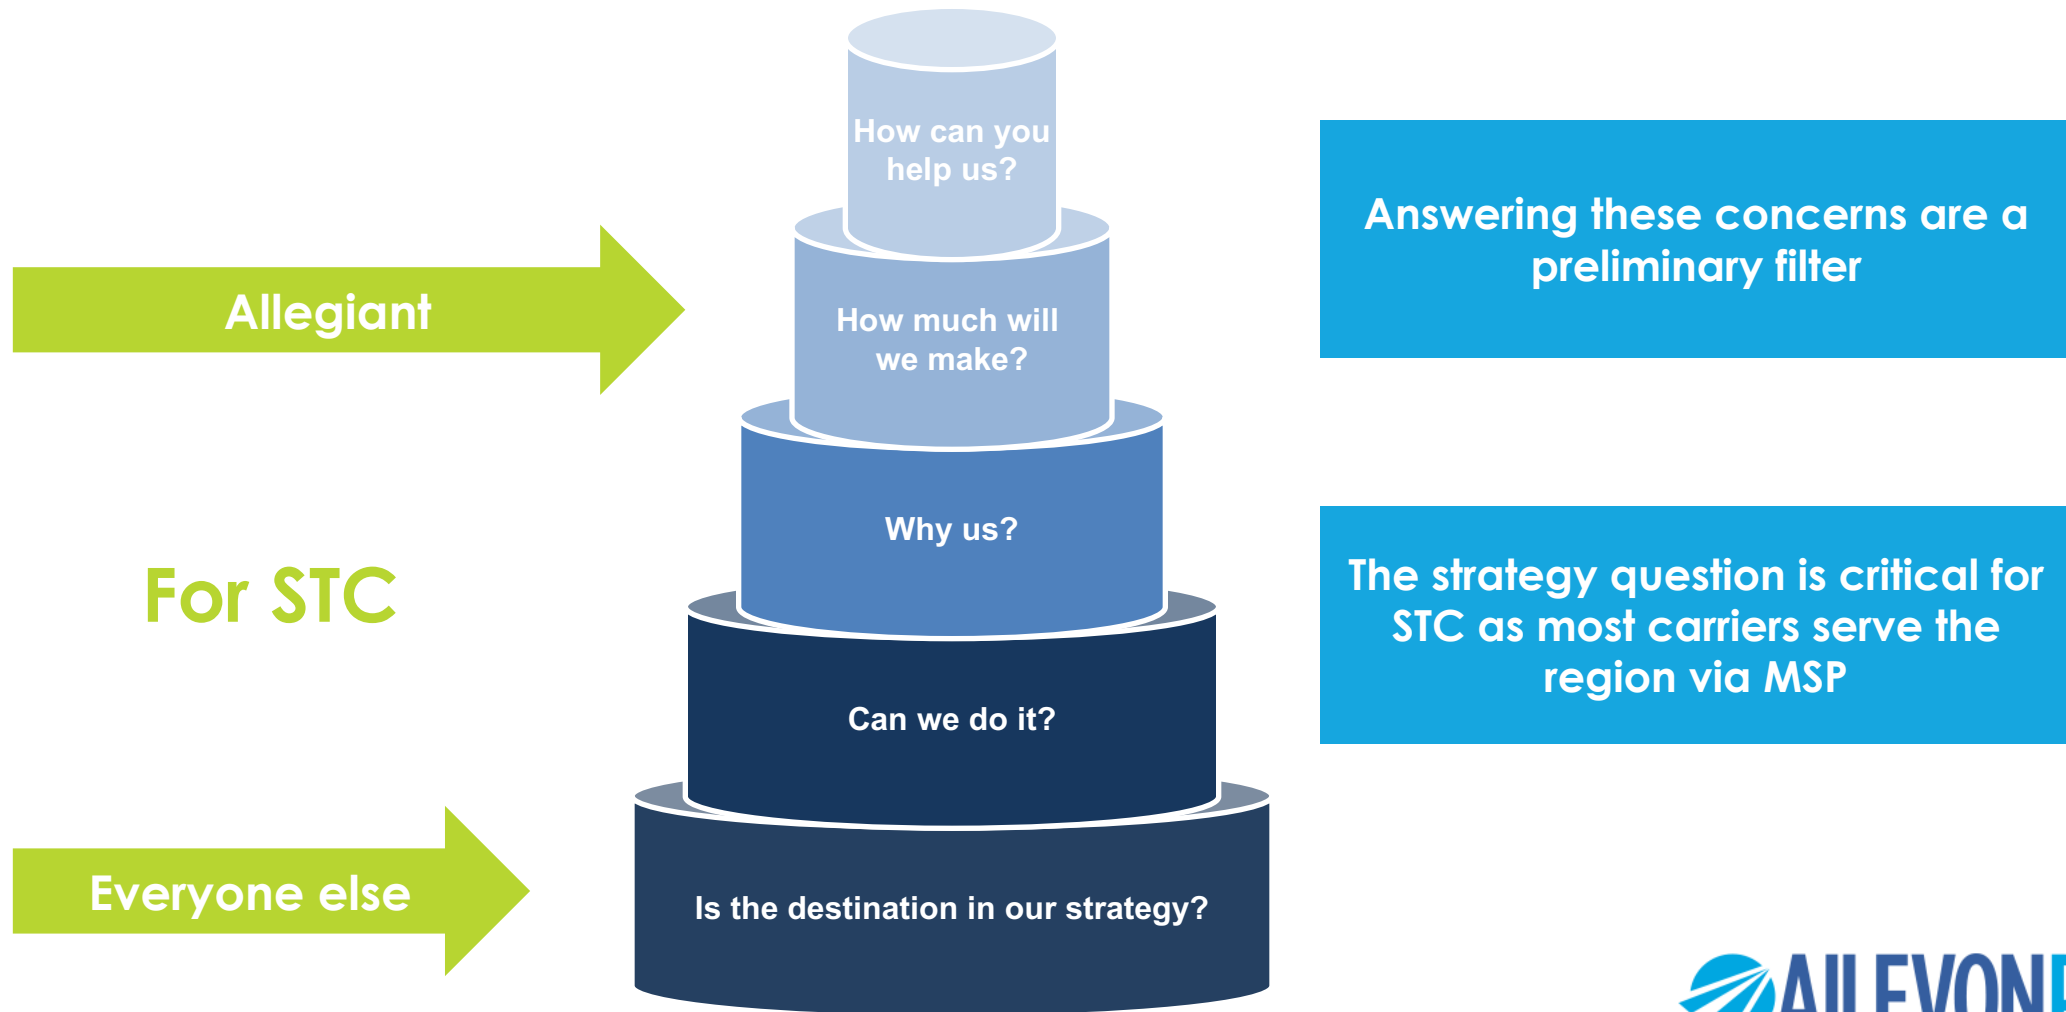 How can you
help us?
Allegiant
How much will
we make?
Why us?
For STC
Can we do it?
Everyone else
Is the destination in our strategy?
Answering these concerns are a
preliminary filter
The strategy question is critical for
STC as most carriers serve the
region via MSP
AILEVON